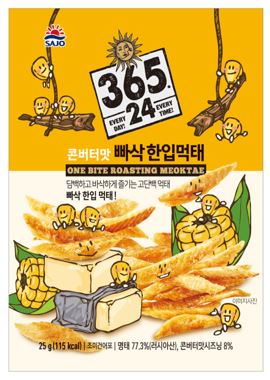 SAJO
365
EVERY DAY!
24
EVERY TIME!
콘버터맛 빠삭 한입먹태
ONE BITE ROASTING MEOKTAE
담백하고 바삭하게 즐기는 고단백 먹태
빠삭 한입 먹태!
이미지사진
25 g (115 kcal) | 조미건어포 | 명태 77.3%(러시아산), 콘버터맛시즈닝 8%